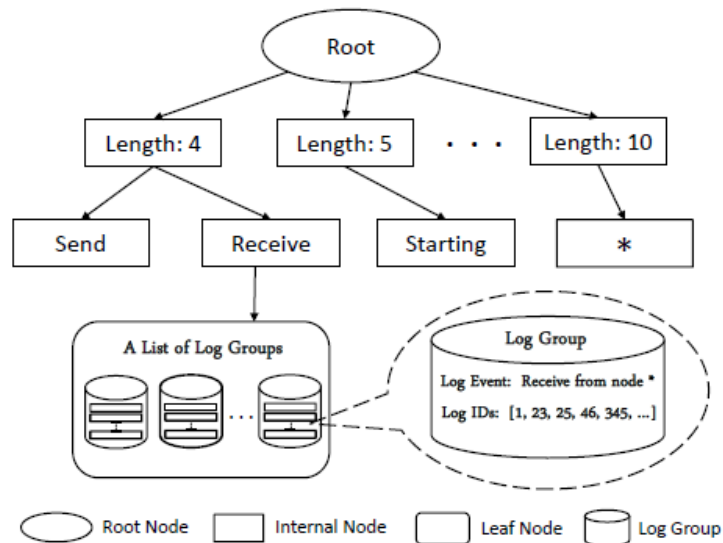 Root
Length: 4
Length: 5
. . .
Length: 10
Send
Receive
Starting
*
A List of Log Groups
...
Log Group
Log Event: Receive from node *
Log IDs: [1, 23, 25, 46, 345, ...]
Root Node
Internal Node
Leaf Node
Log Group